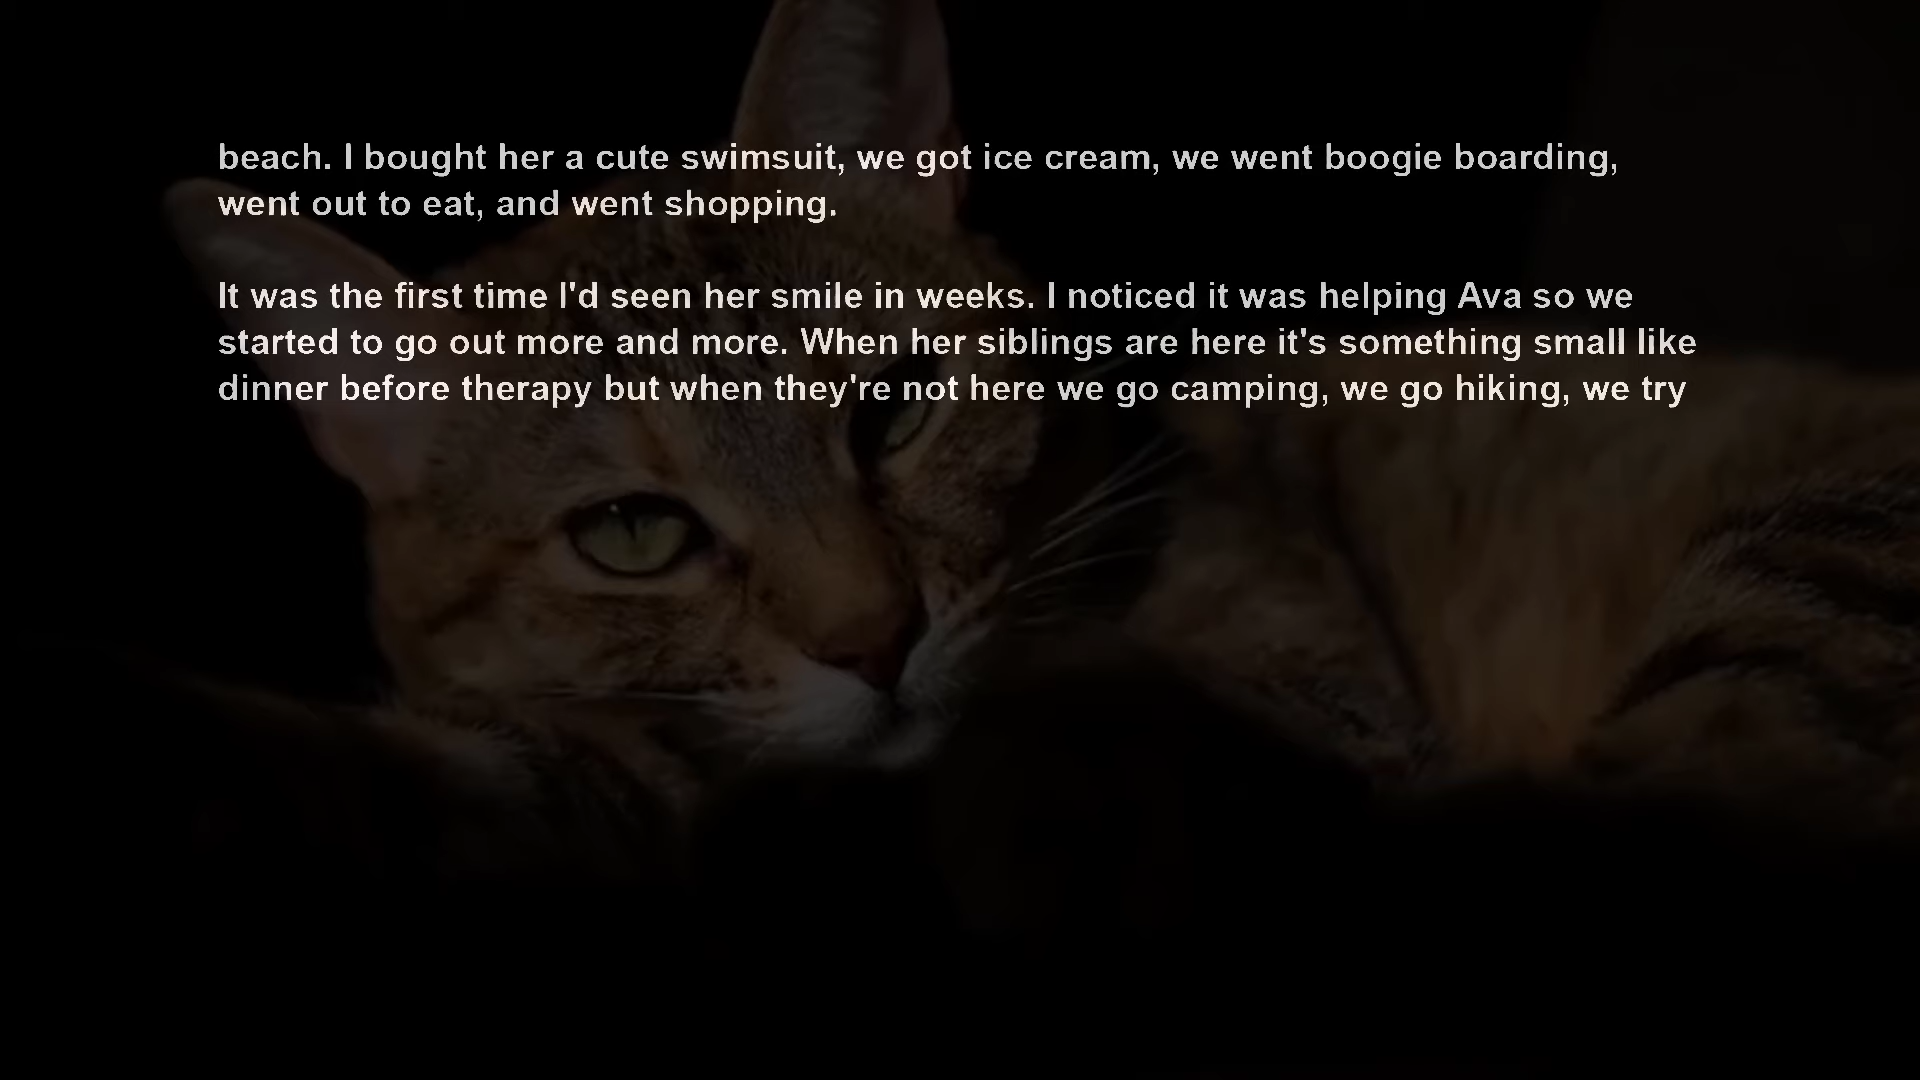 beach. I bought her a cute swimsuit, we got ice cream, we went boogie boarding,
went out to eat, and went shopping.
It was the first time I'd seen her smile in weeks. I noticed it was helping Ava so we
started to go out more and more. When her siblings are here it's something small like
dinner before therapy but when they're not here we go camping, we go hiking, we try